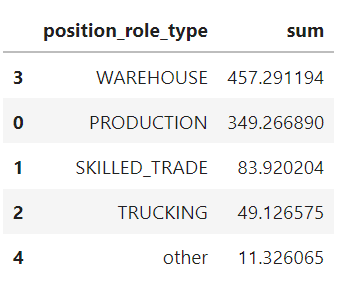 position_role_type sum
3 WAREHOUSE 457.291194
0 PRODUCTION 349.266890
1 SKILLED_TRADE 83.920204
2 TRUCKING 49.126575
4 other 11.326065